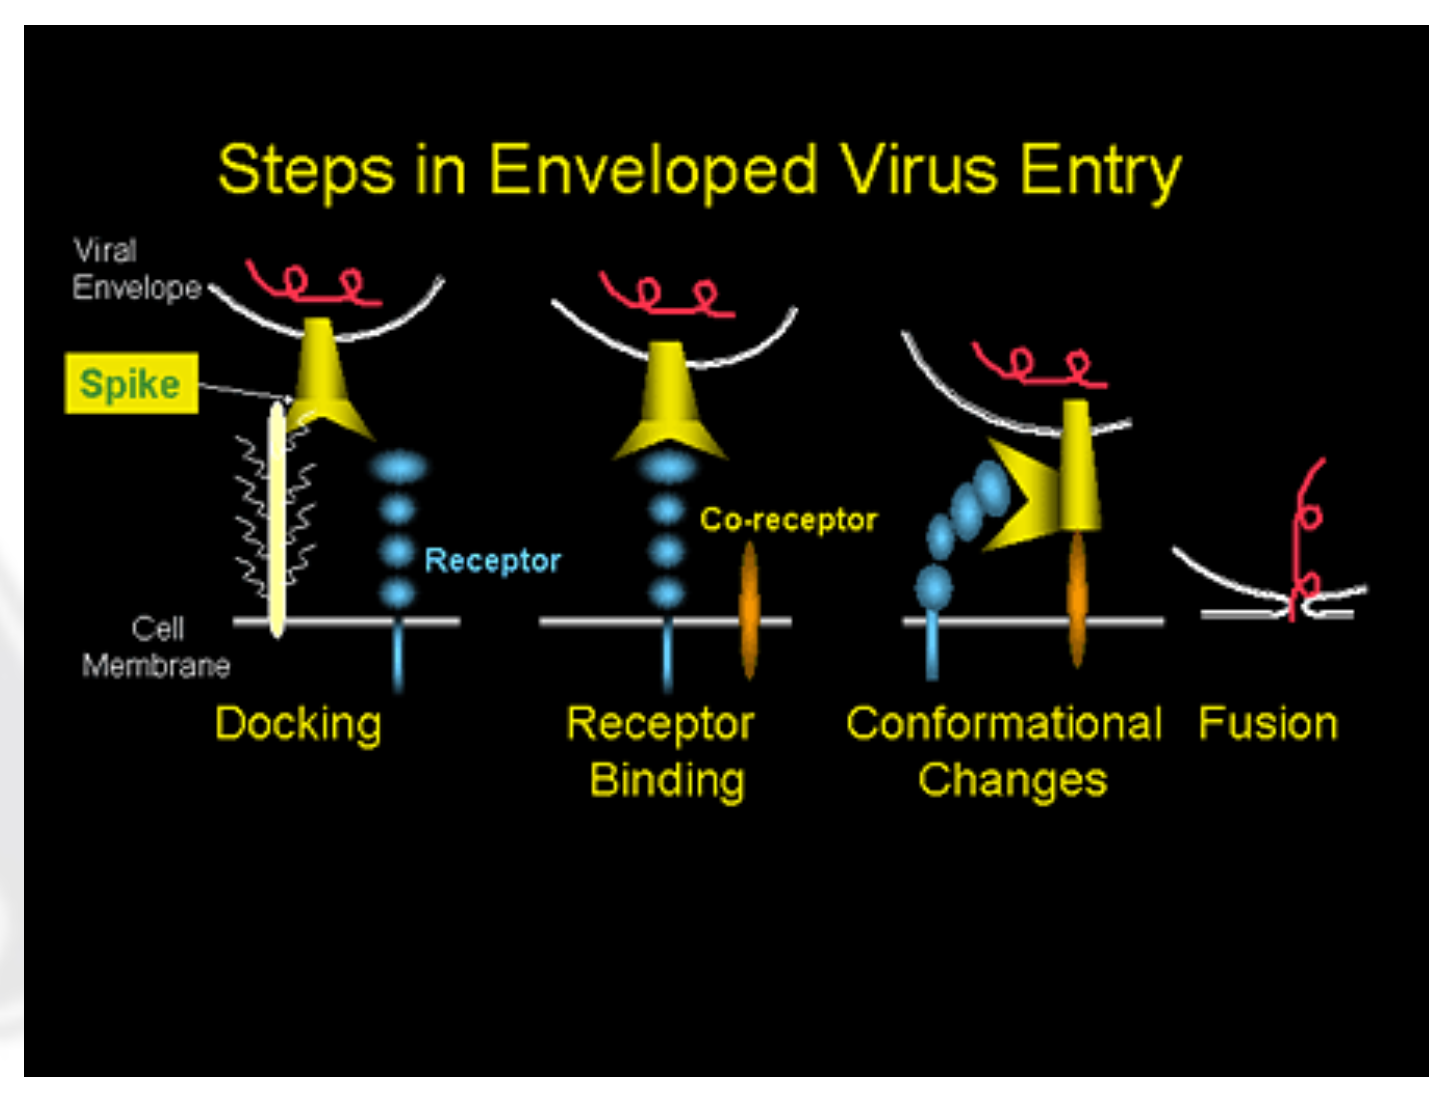 Steps in Enveloped Virus Entry
Viral
Envelope
Spike
Receptor
Co-receptor
Cell
Membrane
Docking
Receptor
Binding
Conformational
Changes
Fusion